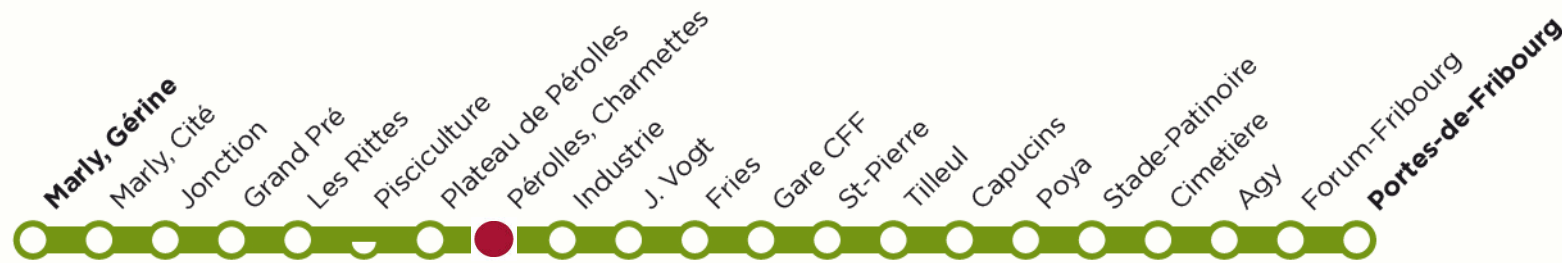 Marly, Gérine
Marly, Cité
Jonction
Grand Pré
Les Rittes
Pisciculture
Plateau de Pérolles
Pérolles, Charmettes
Industrie
J. Vogt
Fries
Gare CFF
St-Pierre
Tilleul
Capucins
Poya
Stade-Patinoire
Cimetière
Agy
Forum-Fribourg
Portes-de-Fribourg